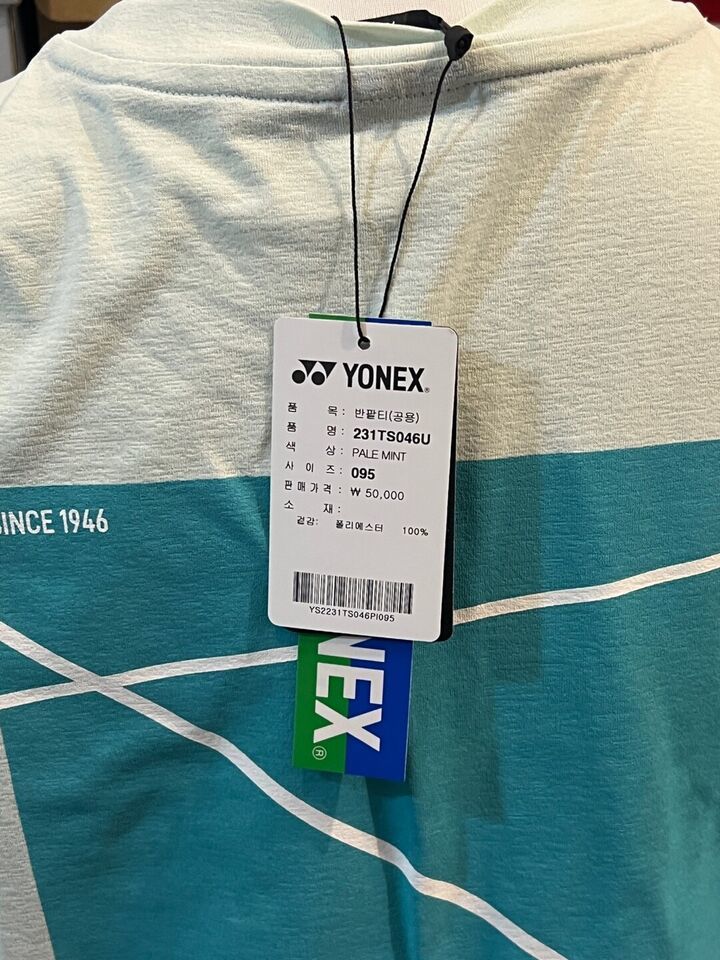 YONEX®
품 목 : 반팔티(공용)
품 명 : 231TS046U
색 상 : PALE MINT
사 이 즈 : 095
판 매 가 격 : ₩ 50,000
소 재 :
겉감: 폴리에스터 100%
YS2231TS046PI095
SINCE 1946
NEX®